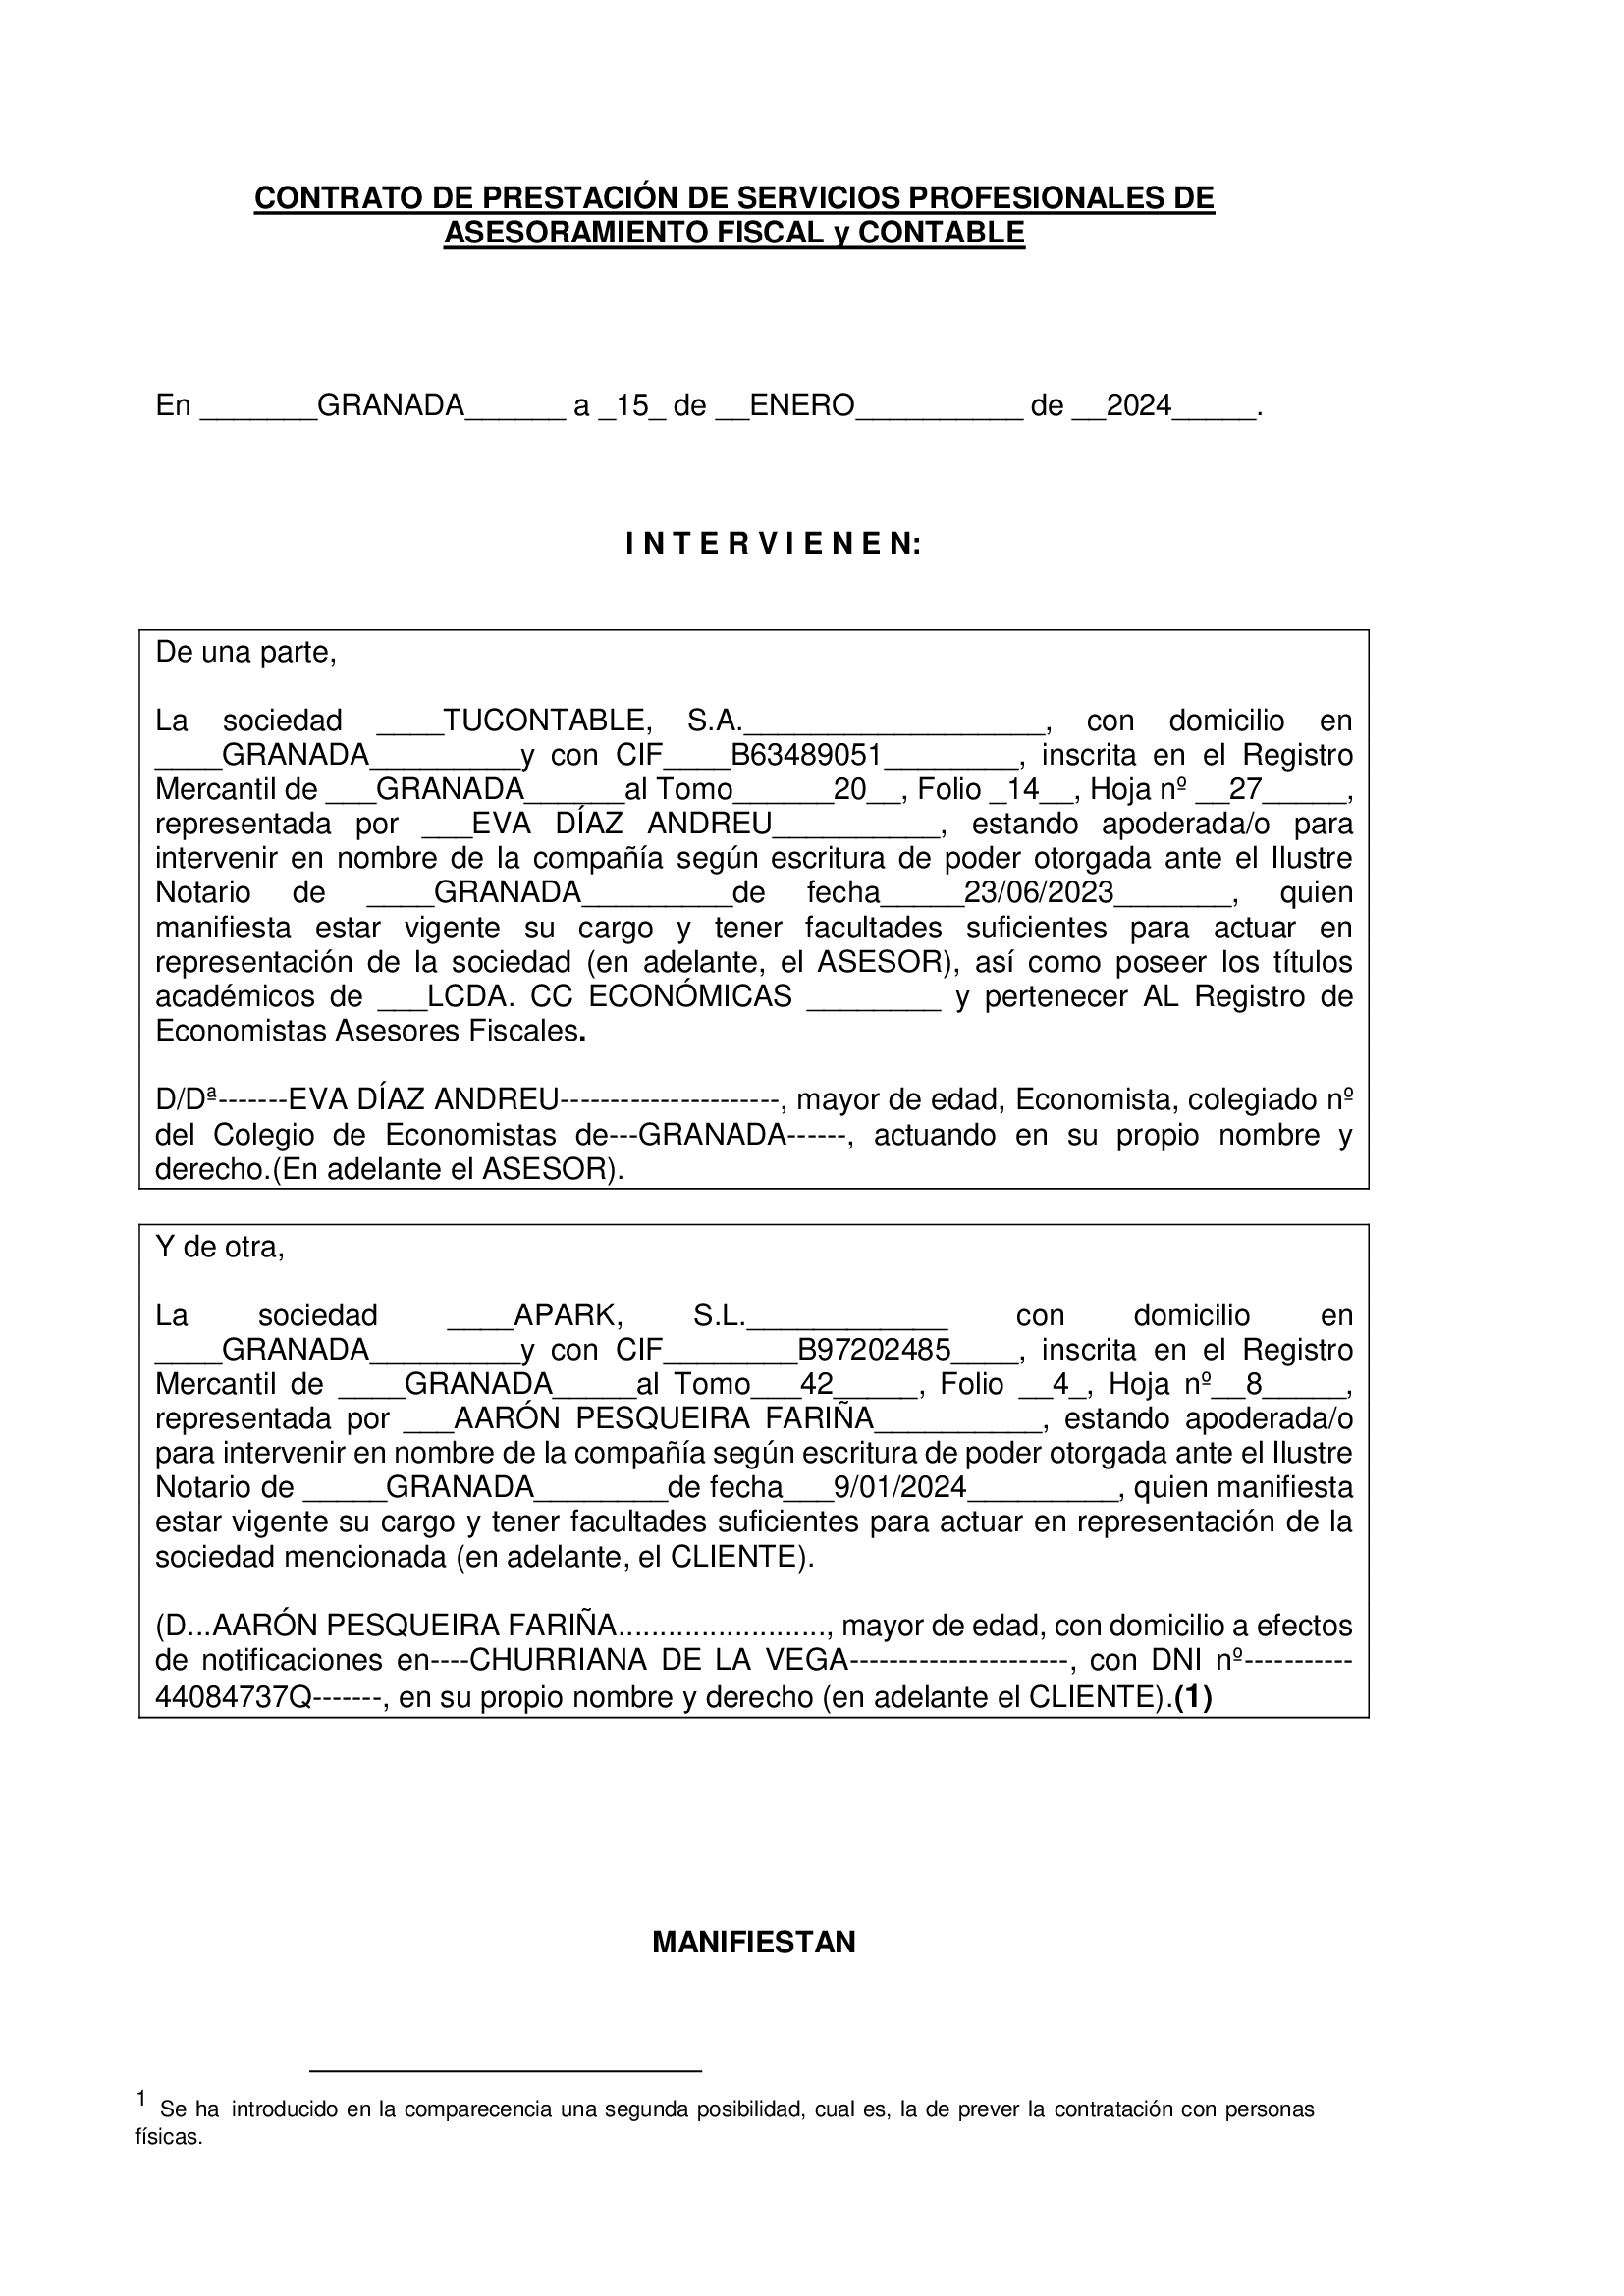 CONTRATO DE PRESTACIÓN DE SERVICIOS PROFESIONALES DE
ASESORAMIENTO FISCAL y CONTABLE
En _______GRANADA______ a _15_ de __ENERO__________ de __2024_____.
I N T E R V I E N E N:
De una parte,
La sociedad ____TUCONTABLE, S.A.__________________, con domicilio en
____GRANADA_________y con CIF____B63489051________, inscrita en el Registro
Mercantil de ___GRANADA______al Tomo______20__, Folio _14__, Hoja nº __27_____,
representada por ___EVA DÍAZ ANDREU__________, estando apoderada/o para
intervenir en nombre de la compañía según escritura de poder otorgada ante el Ilustre
Notario de ____GRANADA_________de fecha_____23/06/2023_______, quien
manifiesta estar vigente su cargo y tener facultades suficientes para actuar en
representación de la sociedad (en adelante, el ASESOR), así como poseer los títulos
académicos de ___LCDA. CC ECONÓMICAS ________ y pertenecer AL Registro de
Economistas Asesores Fiscales.
D/Dª-------EVA DÍAZ ANDREU----------------------, mayor de edad, Economista, colegiado nº
del Colegio de Economistas de---GRANADA------, actuando en su propio nombre y
derecho.(En adelante el ASESOR).
Y de otra,
La sociedad ____APARK, S.L.____________ con domicilio en
____GRANADA_________y con CIF________B97202485____, inscrita en el Registro
Mercantil de ____GRANADA_____al Tomo___42_____, Folio __4_, Hoja nº__8_____,
representada por ___AARÓN PESQUEIRA FARIÑA__________, estando apoderada/o
para intervenir en nombre de la compañía según escritura de poder otorgada ante el Ilustre
Notario de _____GRANADA________de fecha___9/01/2024_________, quien manifiesta
estar vigente su cargo y tener facultades suficientes para actuar en representación de la
sociedad mencionada (en adelante, el CLIENTE).
(D...AARÓN PESQUEIRA FARIÑA........................., mayor de edad, con domicilio a efectos
de notificaciones en----CHURRIANA DE LA VEGA----------------------, con DNI nº-----------
44084737Q-------, en su propio nombre y derecho (en adelante el CLIENTE).(1)
MANIFIESTAN
1 Se ha introducido en la comparecencia una segunda posibilidad, cual es, la de prever la contratación con personas
físicas.